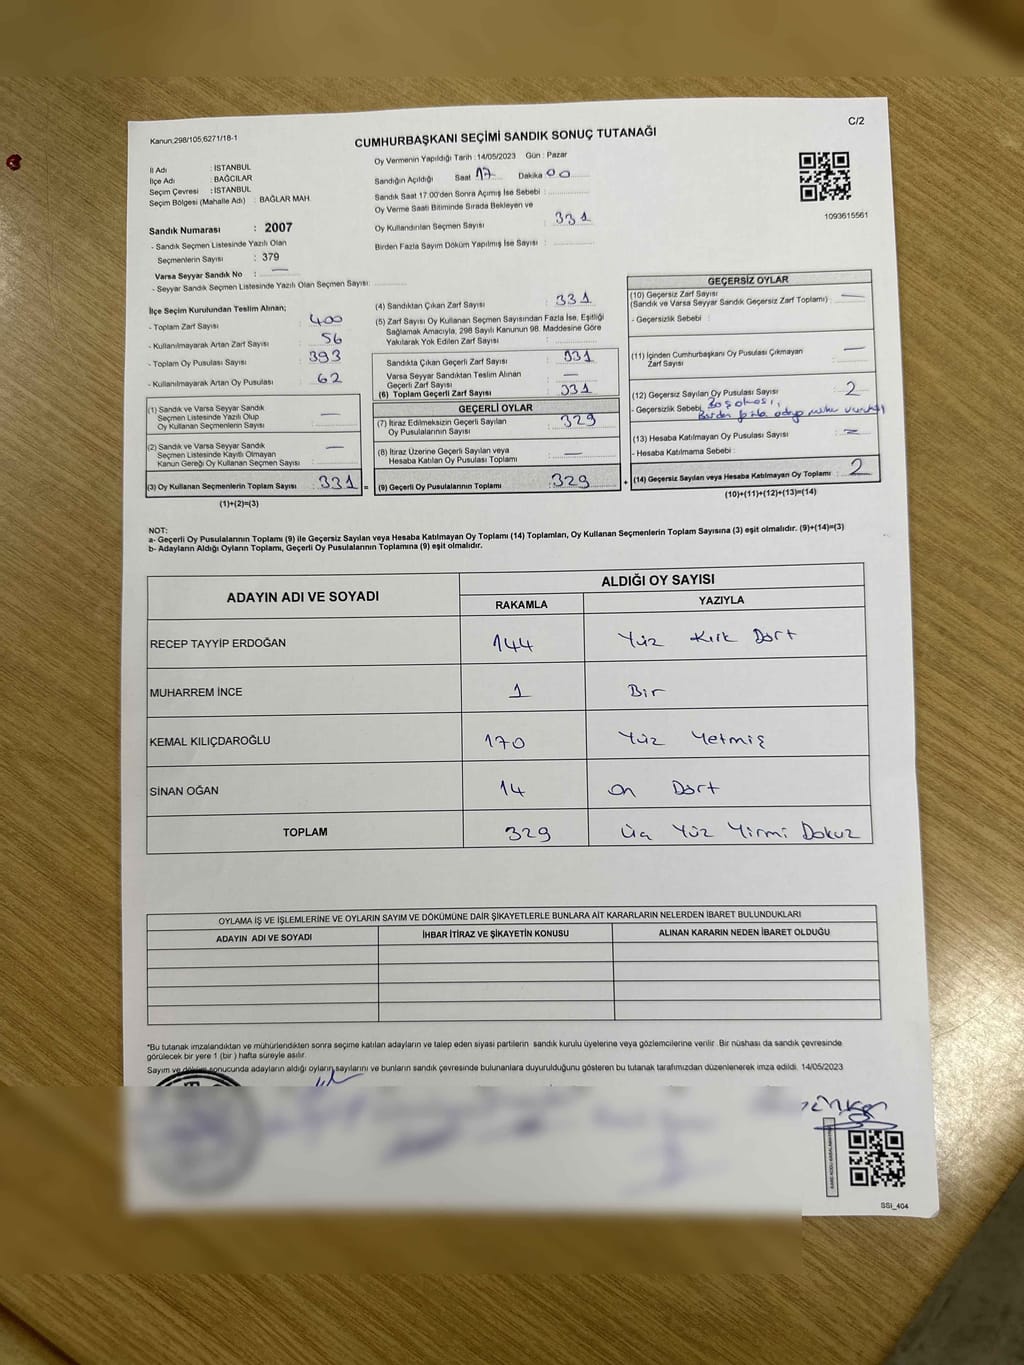 C/2
Kanun,298/105,6271/18-1
CUMHURBAŞKANI SEÇİMİ SANDIK SONUÇ TUTANAĞI
İl Adı : İSTANBUL
İlçe Adı : BAĞCILAR
Seçim Çevresi : İSTANBUL
Seçim Bölgesi (Mahalle Adı) : BAĞLAR MAH.
Sandık Numarası : 2007
- Sandık Seçmen Listesinde Yazılı Olan
Seçmenlerin Sayısı : 379
Varsa Seyyar Sandık No : —
- Seyyar Sandık Seçmen Listesinde Yazılı Olan Seçmen Sayısı:
Oy Vermenin Yapıldığı Tarih :14/05/2023 Gün : Pazar
Sandığın Açıldığı Saat 17 Dakika 00
Sandık Saat 17:00'den Sonra Açımış İse Sebebi :
Oy Verme Saati Bitiminde Sırada Bekleyen ve
Oy Kullandırılan Seçmen Sayısı : 331
Birden Fazla Sayım Döküm Yapılmış İse Sayısı :
1093615561
İlçe Seçim Kurulundan Teslim Alınan;
- Toplam Zarf Sayısı : 400
- Kullanılmayarak Artan Zarf Sayısı : 56
- Toplam Oy Pusulası Sayısı : 393
- Kullanılmayarak Artan Oy Pusulası : 62
(1) Sandık ve Varsa Seyyar Sandık
Seçmen Listesinde Yazılı Olup
Oy Kullanan Seçmenlerin Sayısı : —
(2) Sandık ve Varsa Seyyar Sandık
Seçmen Listesinde Kayıtlı Olmayan
Kanun Gereği Oy Kullanan Seçmen Sayısı : —
(3) Oy Kullanan Seçmenlerin Toplam Sayısı : 331 =
(1)+(2)=(3)
(4) Sandıktan Çıkan Zarf Sayısı : 331
(5) Zarf Sayısı Oy Kullanan Seçmen Sayısından Fazla İse, Eşitliği
Sağlamak Amacıyla, 298 Sayılı Kanunun 98. Maddesine Göre
Yakılarak Yok Edilen Zarf Sayısı :
Sandıkta Çıkan Geçerli Zarf Sayısı : 331
Varsa Seyyar Sandıktan Teslim Alınan
Geçerli Zarf Sayısı : —
(6) Toplam Geçerli Zarf Sayısı : 331
GEÇERLİ OYLAR
(7) İtiraz Edilmeksizin Geçerli Sayılan
Oy Pusulalarının Sayısı : 329
(8) İtiraz Üzerine Geçerli Sayılan veya
Hesaba Katılan Oy Pusulası Toplamı : —
(9) Geçerli Oy Pusulalarının Toplamı : 329 +
GEÇERSİZ OYLAR
(10) Geçersiz Zarf Sayısı
(Sandık ve Varsa Seyyar Sandık Geçersiz Zarf Toplamı) : —
- Geçersizlik Sebebi :
(11) İçinden Cumhurbaşkanı Oy Pusulası Çıkmayan
Zarf Sayısı : —
(12) Geçersiz Sayılan Oy Pusulası Sayısı : 2
- Geçersizlik Sebebi: Boş olması,
Birden fazla adaya mühür
(13) Hesaba Katılmayan Oy Pusulası Sayısı : —
- Hesaba Katılmama Sebebi :
(14) Geçersiz Sayılan veya Hesaba Katılmayan Oy Toplamı : 2
(10)+(11)+(12)+(13)=(14)
NOT:
a- Geçerli Oy Pusulalarının Toplamı (9) ile Geçersiz Sayılan veya Hesaba Katılmayan Oy Toplamı (14) Toplamları, Oy Kullanan Seçmenlerin Toplam Sayısına (3) eşit olmalıdır. (9)+(14)=(3)
b- Adayların Aldığı Oyların Toplamı, Geçerli Oy Pusulalarının Toplamına (9) eşit olmalıdır.
ADAYIN ADI VE SOYADI ALDIĞI OY SAYISI
RAKAMLA YAZIYLA
RECEP TAYYİP ERDOĞAN 144 Yüz Kırk Dört
MUHARREM İNCE 1 Bir
KEMAL KILIÇDAROĞLU 170 Yüz Yetmiş
SİNAN OĞAN 14 On Dört
TOPLAM 329 Üç Yüz Yirmi Dokuz
OYLAMA İŞ VE İŞLEMLERİNE VE OYLARIN SAYIM VE DÖKÜMÜNE DAİR ŞİKAYETLERLE BUNLARA AİT KARARLARIN NELERDEN İBARET BULUNDUKLARI
ADAYIN ADI VE SOYADI İHBAR İTİRAZ VE ŞİKAYETİN KONUSU ALINAN KARARIN NEDEN İBARET OLDUĞU
*Bu tutanak imzalandıktan ve mühürlendikten sonra seçime katılan adayların ve talep eden siyasi partilerin sandık kurulu üyelerine veya gözlemcilerine verilir. Bir nüshası da sandık çevresinde
görülecek bir yere 1 (bir ) hafta süreyle asılır.
Sayım ve döküm sonucunda adayların aldığı oyların sayılarını ve bunların sandık çevresinde bulunanlara duyurulduğunu gösteren bu tutanak tarafımızdan düzenlenerek imza edildi. 14/05/2023
SSI_404